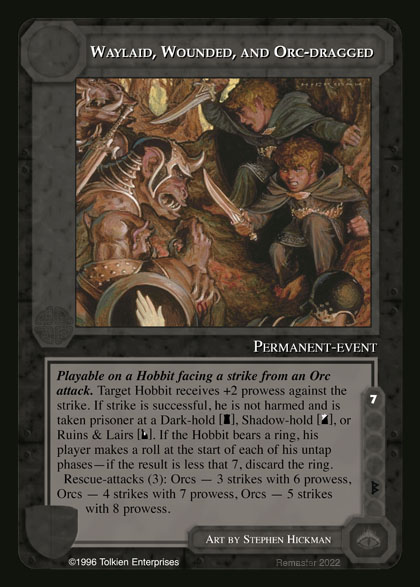 Waylaid, Wounded, and Orc-dragged
Permanent-event
Playable on a Hobbit facing a strike from an Orc
attack. Target Hobbit receives +2 prowess against the
strike. If strike is successful, he is not harmed and is
taken prisoner at a Dark-hold [], Shadow-hold [], or
Ruins & Lairs []. If the Hobbit bears a ring, his
player makes a roll at the start of each of his untap
phases—if the result is less that 7, discard the ring.
Rescue-attacks (3): Orcs — 3 strikes with 6 prowess,
Orcs — 4 strikes with 7 prowess, Orcs — 5 strikes
with 8 prowess.
7
Art by Stephen Hickman
©1996 Tolkien Enterprises
Remaster 2022